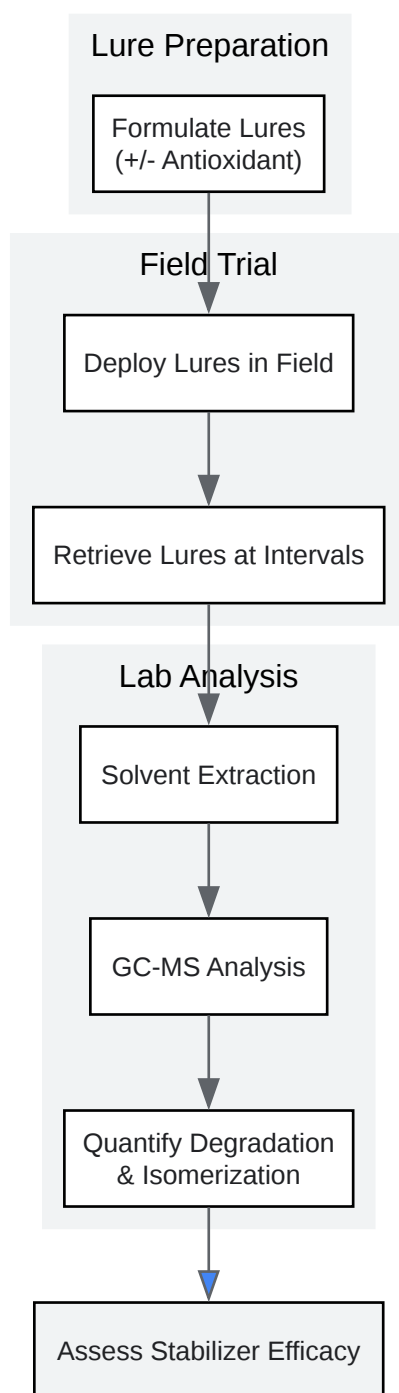 Lure Preparation
Formulate Lures
(+/- Antioxidant)
Field Trial
Deploy Lures in Field
Retrieve Lures at Intervals
Lab Analysis
Solvent Extraction
GC-MS Analysis
Quantify Degradation
& Isomerization
Assess Stabilizer Efficacy